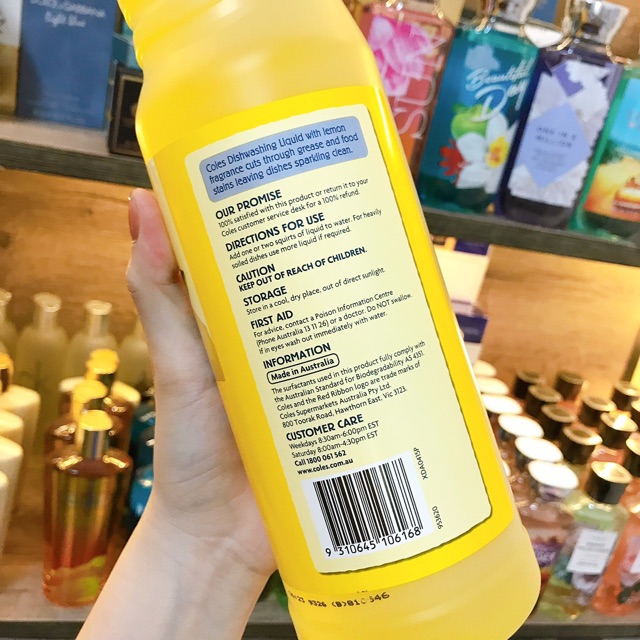 DOLCE & GABBANA
light blue
Beautiful
Day
Coles Dishwashing Liquid with lemon
fragrance cuts through grease and food
stains leaving dishes sparkling clean.
OUR PROMISE
100% satisfied with this product or return it to your
Coles customer service desk for a 100% refund.
DIRECTIONS FOR USE
Add one or two squirts of liquid to water. For heavily
soiled dishes use more liquid if required.
CAUTION
KEEP OUT OF REACH OF CHILDREN.
STORAGE
Store in a cool, dry place, out of direct sunlight.
FIRST AID
For advice, contact a Poison Information Centre
(Phone Australia 13 11 26) or a doctor. Do NOT swallow.
If in eyes wash out immediately with water.
INFORMATION
Made in Australia
The surfactants used in this product fully comply with
the Australian Standard for Biodegradability AS 4351.
Coles and the Red Ribbon logo are trade marks of
Coles Supermarkets Australia Pty Ltd.
800 Toorak Road, Hawthorn East, Vic 3123.
CUSTOMER CARE
Weekdays 8:30am-6:00pm EST
Saturday 8:00am-4:30pm EST
Call 1800 061 562
www.coles.com.au
9 310645 106168
953620